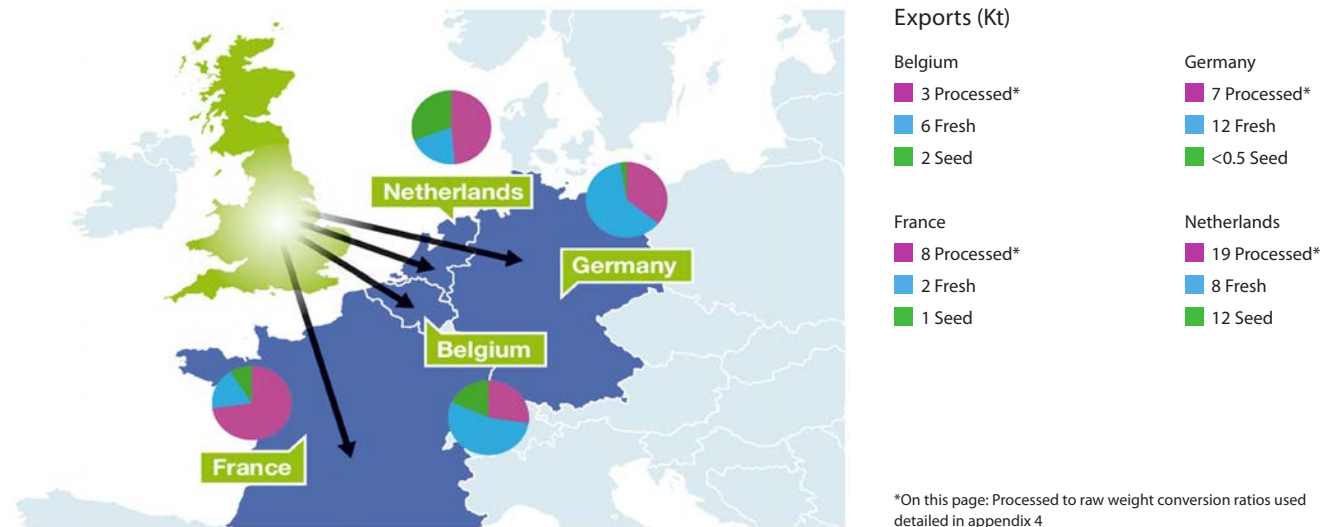 Netherlands
Germany
Belgium
France
Exports (Kt)
Belgium
3 Processed*
6 Fresh
2 Seed
Germany
7 Processed*
12 Fresh
<0.5 Seed
France
8 Processed*
2 Fresh
1 Seed
Netherlands
19 Processed*
8 Fresh
12 Seed
*On this page: Processed to raw weight conversion ratios used
detailed in appendix 4